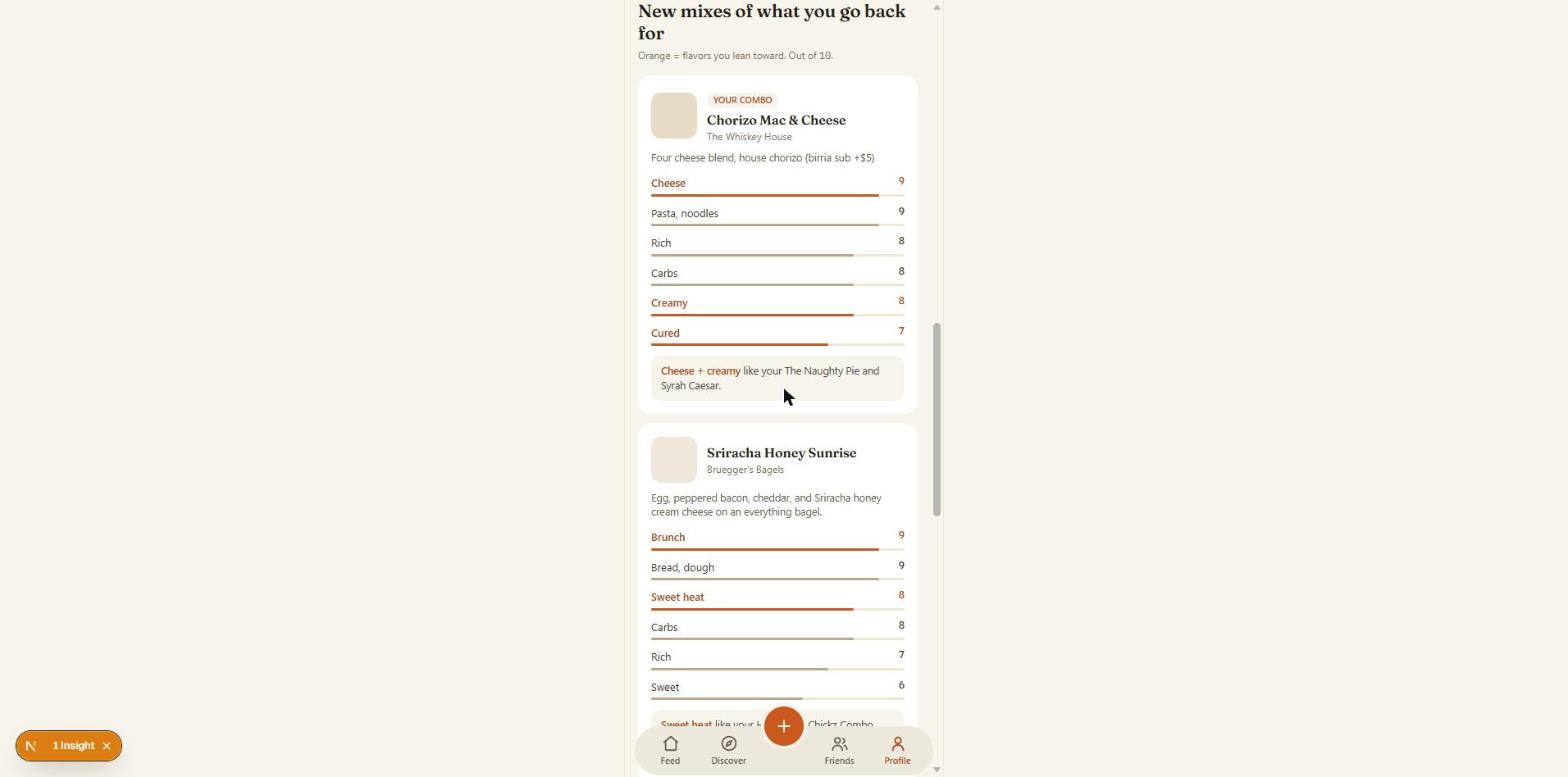 New mixes of what you go back
for
Orange = flavors you lean toward. Out of 10.
YOUR COMBO
Chorizo Mac & Cheese
The Whiskey House
Four cheese blend, house chorizo (birria sub +$5)
Cheese 9
Pasta, noodles 9
Rich 8
Carbs 8
Creamy 8
Cured 7
Cheese + creamy like your The Naughty Pie and
Syrah Caesar.
Sriracha Honey Sunrise
Bruegger's Bagels
Egg, peppered bacon, cheddar, and Sriracha honey
cream cheese on an everything bagel.
Brunch 9
Bread, dough 9
Sweet heat 8
Carbs 8
Rich 7
Sweet 6
Sweet heat like your Chickz Combo
+
Feed Discover Friends Profile
N 1 Insight ×